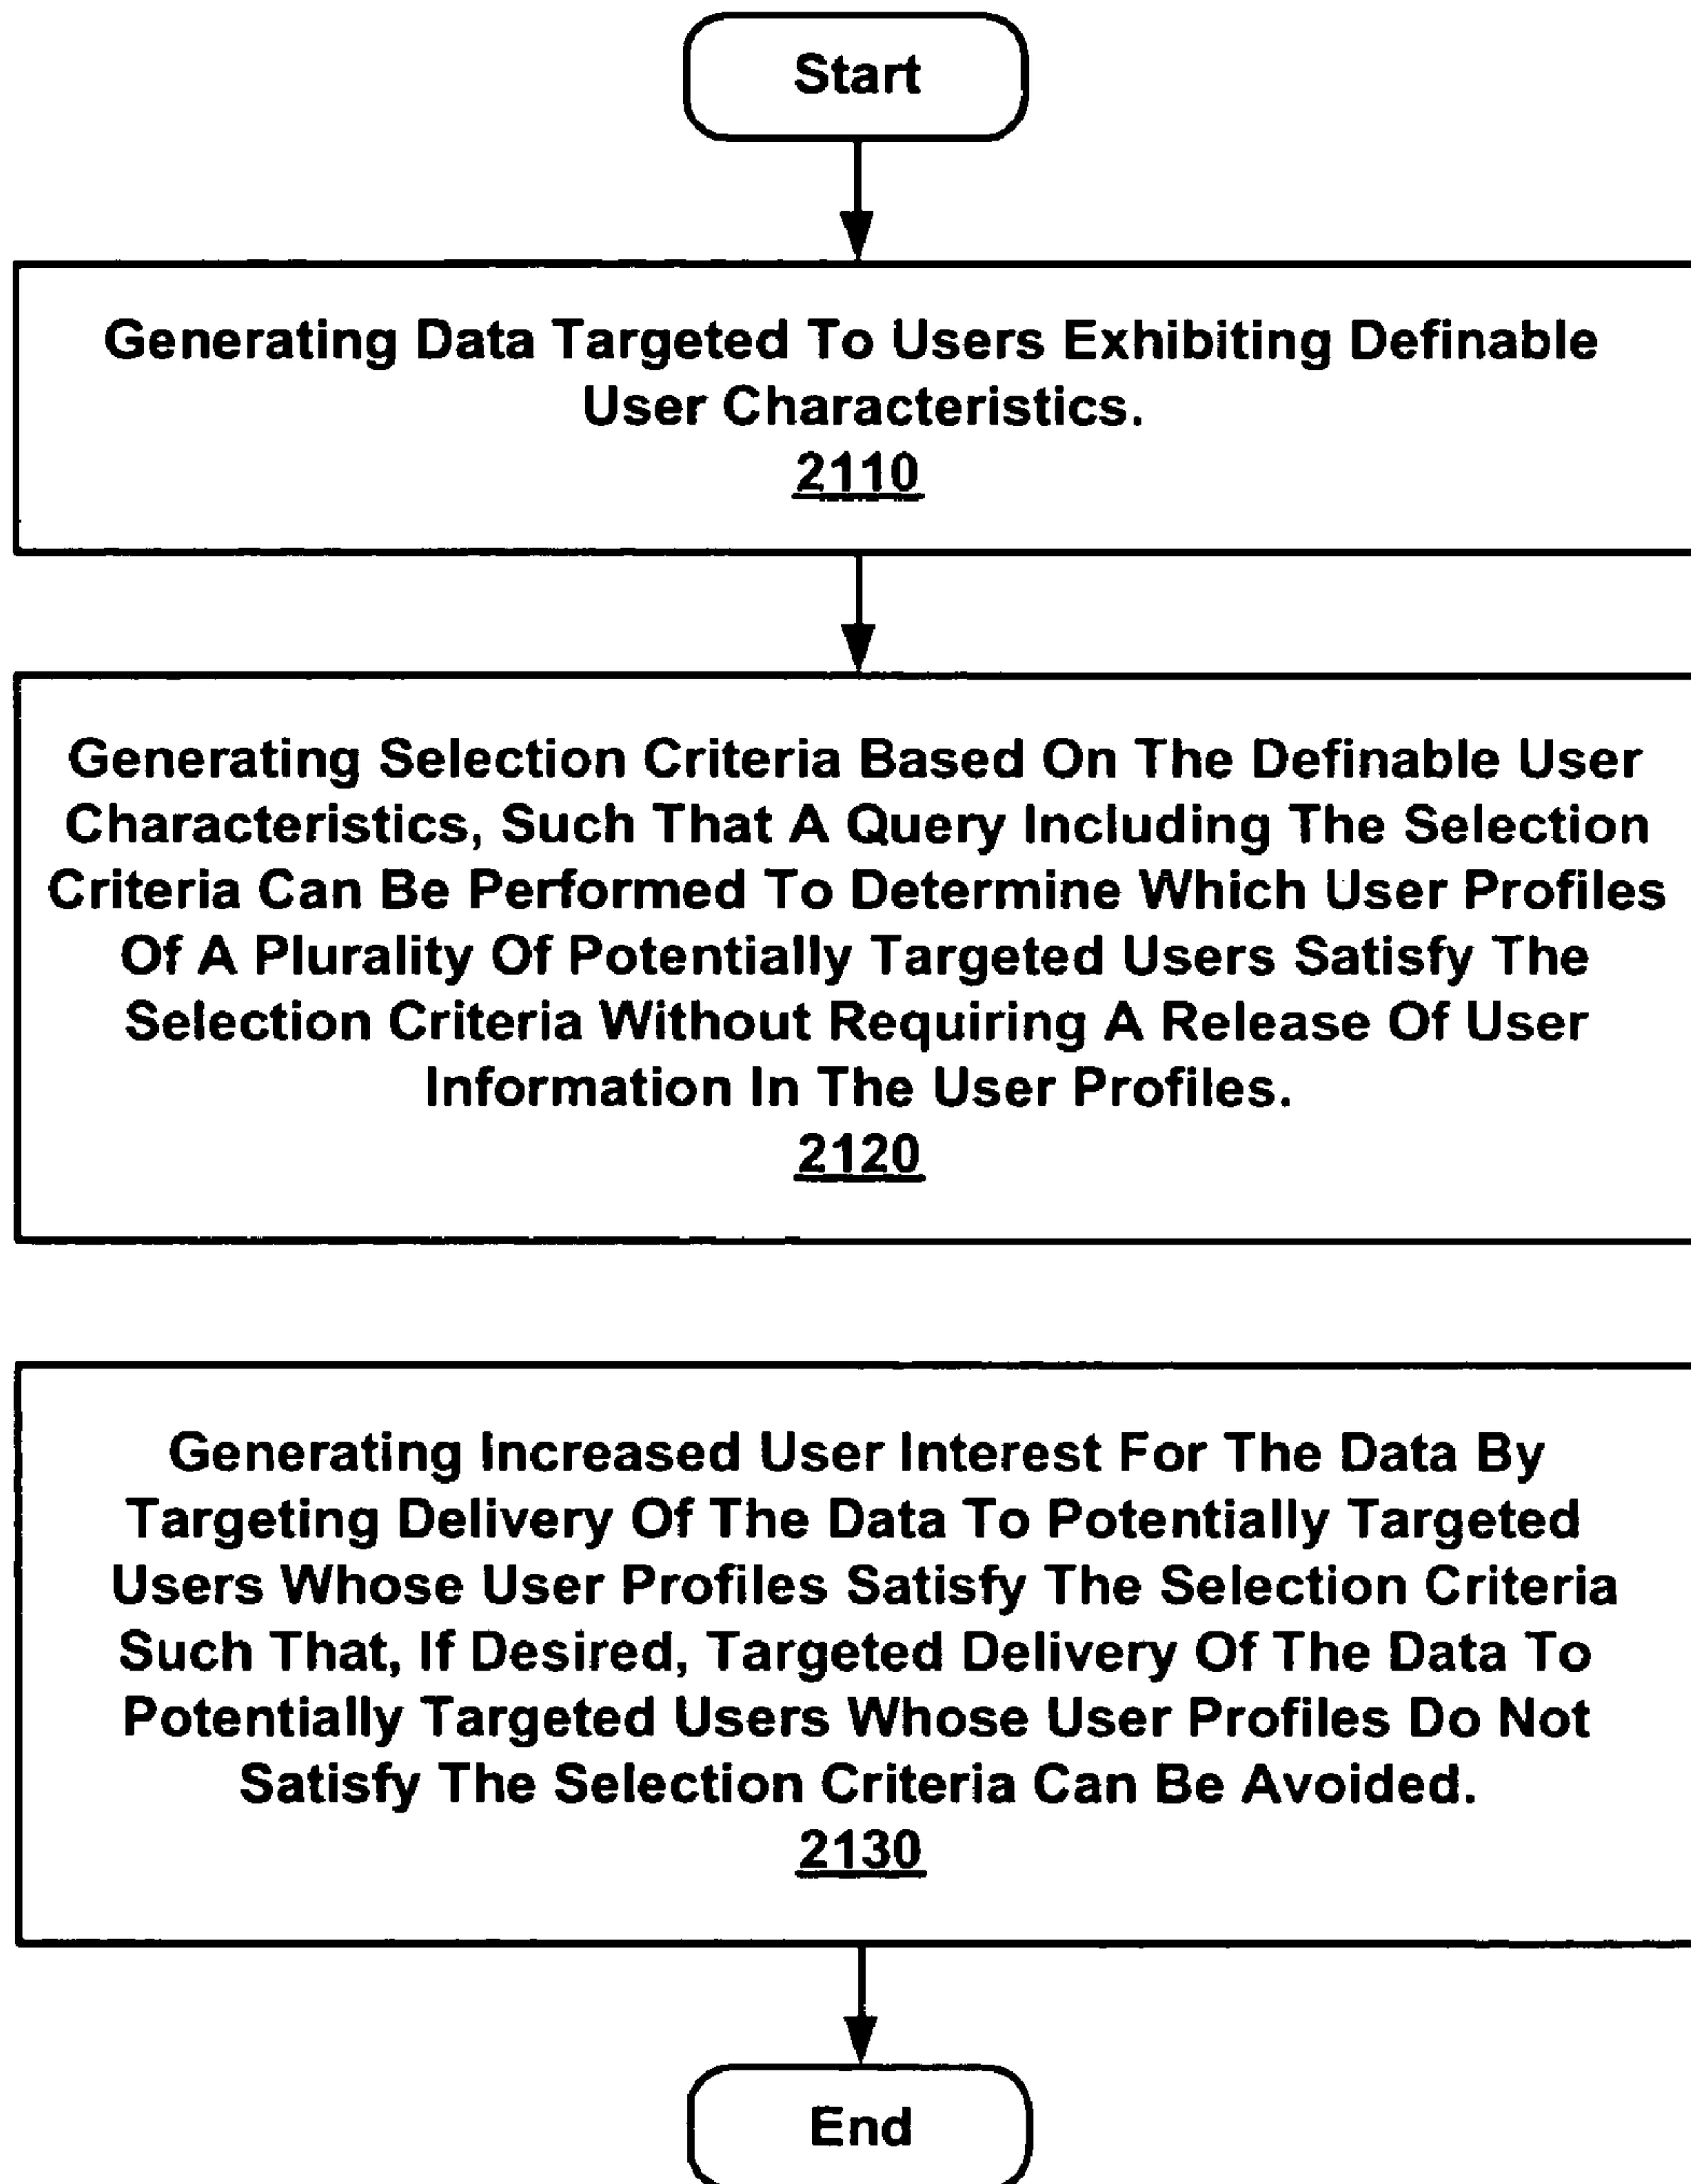 Start
Generating Data Targeted To Users Exhibiting Definable
User Characteristics.
2110
Generating Selection Criteria Based On The Definable User
Characteristics, Such That A Query Including The Selection
Criteria Can Be Performed To Determine Which User Profiles
Of A Plurality Of Potentially Targeted Users Satisfy The
Selection Criteria Without Requiring A Release Of User
Information In The User Profiles.
2120
Generating Increased User Interest For The Data By
Targeting Delivery Of The Data To Potentially Targeted
Users Whose User Profiles Satisfy The Selection Criteria
Such That, If Desired, Targeted Delivery Of The Data To
Potentially Targeted Users Whose User Profiles Do Not
Satisfy The Selection Criteria Can Be Avoided.
2130
End